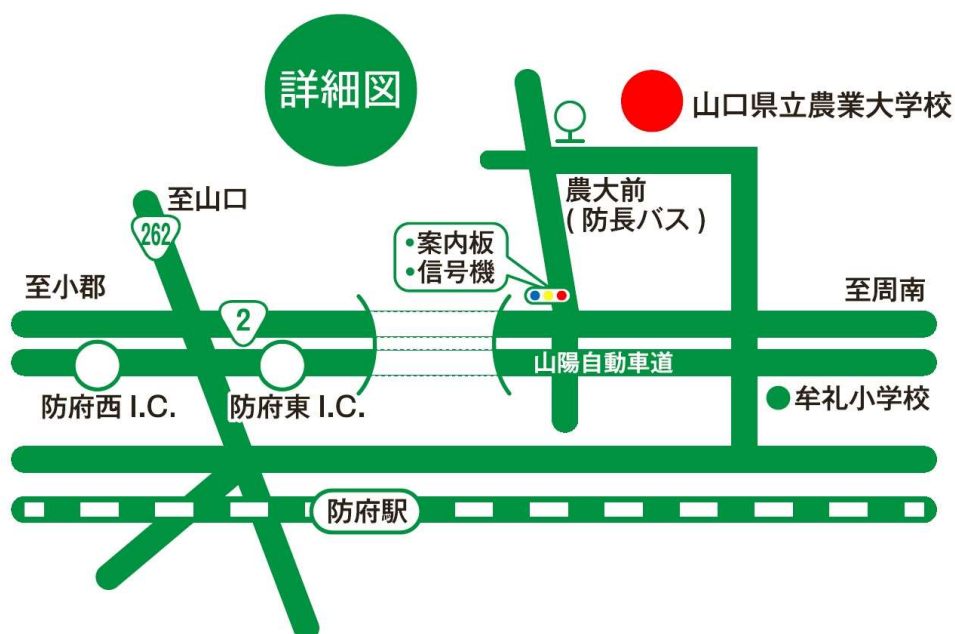 詳細図
山口県立農業大学校
至山口
262
農大前
(防長バス)
•案内板
•信号機
至小郡
2
至周南
山陽自動車道
防府西 I.C.
防府東 I.C.
牟礼小学校
防府駅